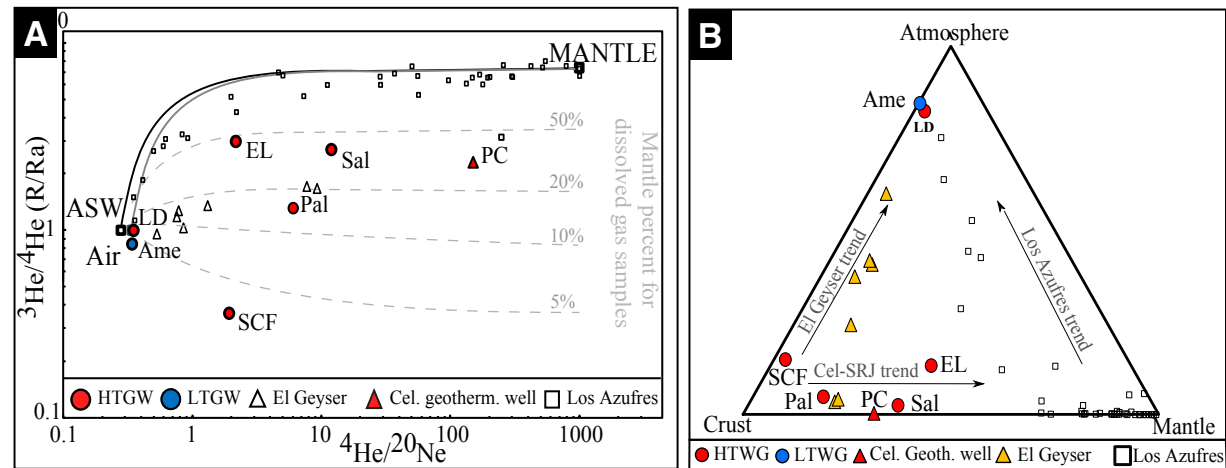 A
0
MANTLE
50%
EL
Sal
PC
20%
Pal
ASW
LD
1
10%
Air
Ame
5%
SCF
3He/4He (R/Ra)
Mantle percent for
dissolved gas samples
HTGW
LTGW
El Geyser
Cel. geotherm. well
Los Azufres
0.1
0.1
1
10
100
1000
4He/20Ne
B
Atmosphere
Ame
LD
El Geyser trend
Los Azufres trend
EL
SCF
Cel-SRJ trend
Pal
PC
Sal
Crust
Mantle
HTWG
LTWG
Cel. Geoth. well
El Geyser
Los Azufres